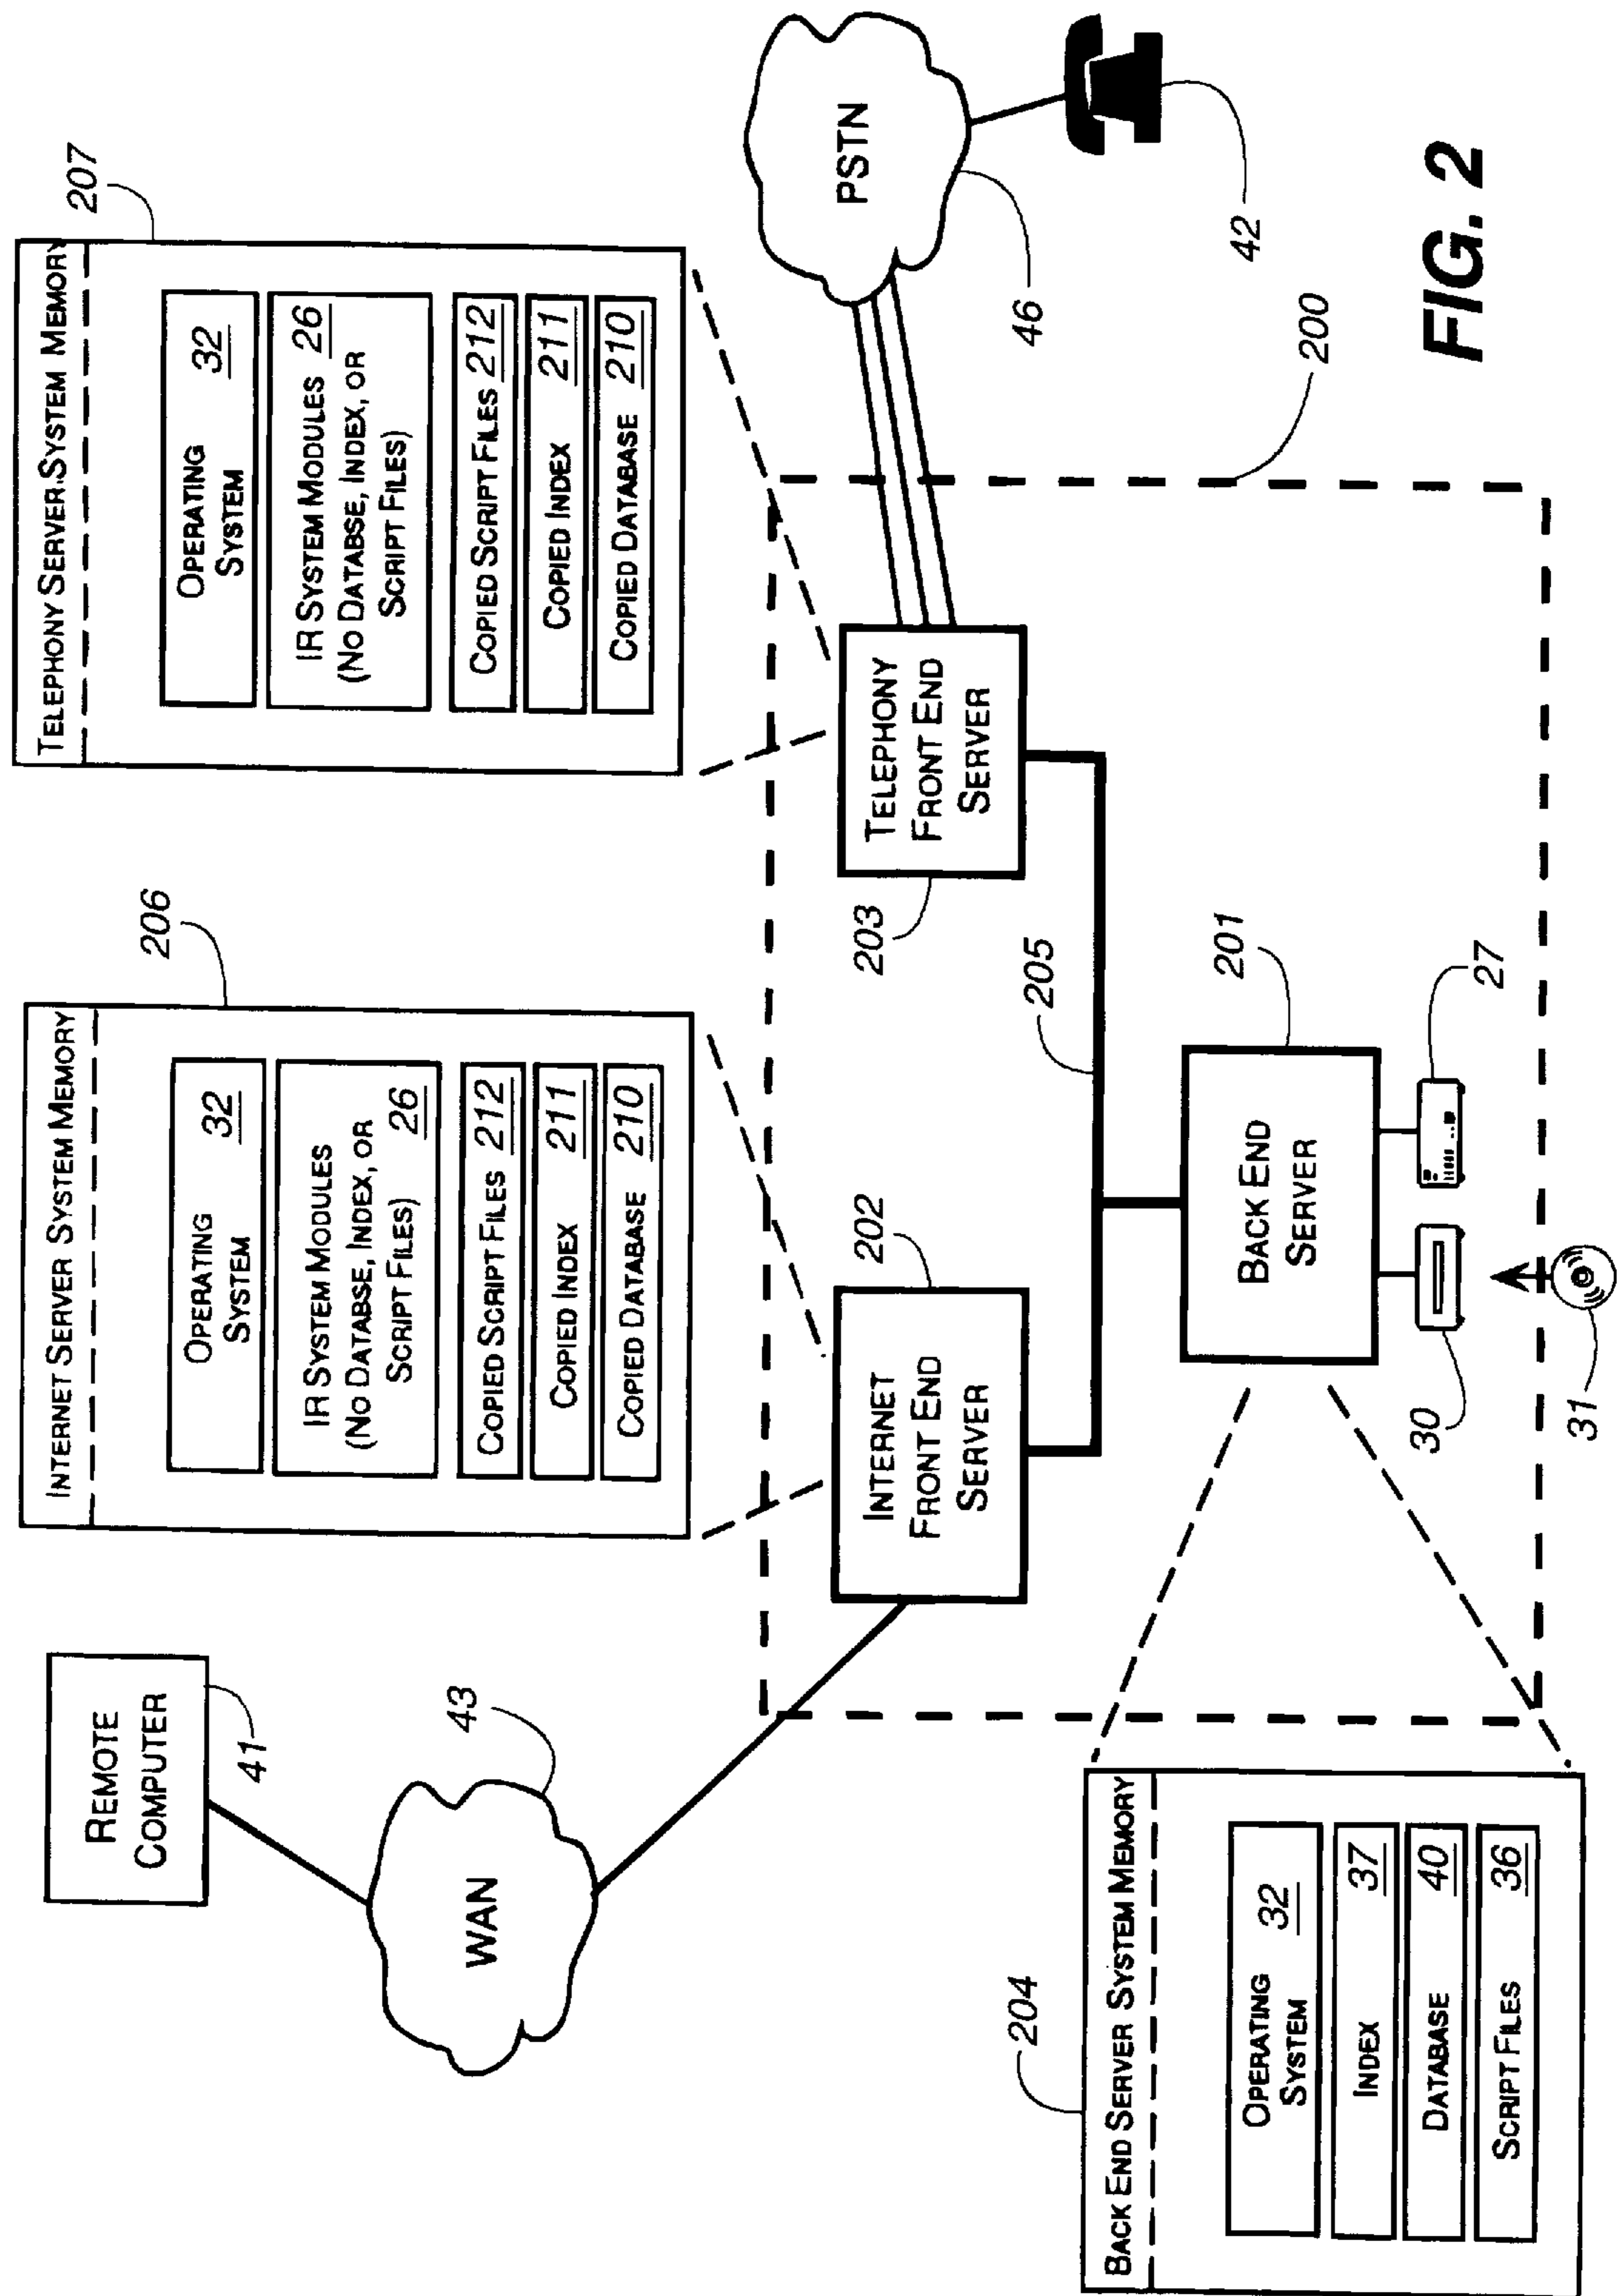 REMOTE
COMPUTER
41
WAN
43
INTERNET SERVER SYSTEM MEMORY
206
OPERATING
SYSTEM 32
IR SYSTEM MODULES
(NO DATABSE, INDEX, OR
SCRIPT FILES) 26
COPIED SCRIPT FILES 212
COPIED INDEX 211
COPIED DATABASE 210
TELEPHONY SERVER SYSTEM MEMORY
207
OPERATING
SYSTEM 32
IR SYSTEM MODULES 26
(NO DATABSE, INDEX, OR
SCRIPT FILES)
COPIED SCRIPT FILES 212
COPIED INDEX 211
COPIED DATABASE 210
INTERNET
FRONT END
SERVER
202
TELEPHONY
FRONT END
SERVER
203
PSTN
46
42
205
200
BACK END SERVER SYSTEM MEMORY
204
OPERATING
SYSTEM 32
INDEX 37
DATABASE 40
SCRIPT FILES 36
BACK END
SERVER
201
30
27
31
FIG. 2